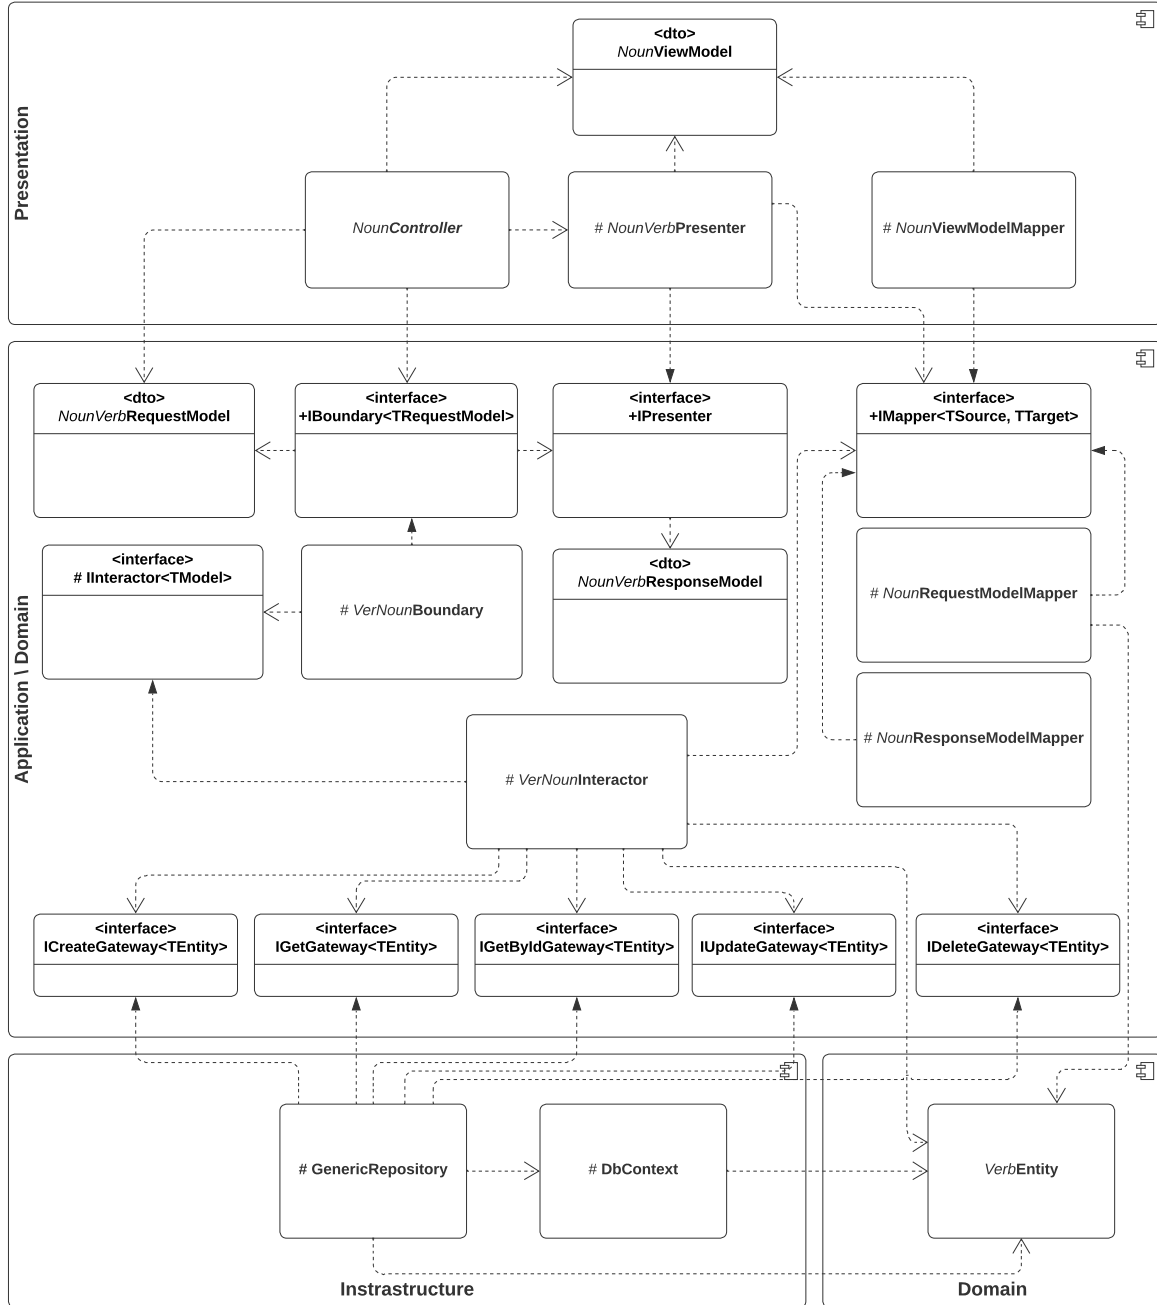 Presentation
<dto>
NounViewModel
NounController
# NounVerbPresenter
# NounViewModelMapper
Application \ Domain
<dto>
NounVerbRequestModel
<interface>
+IBoundary<TRequestModel>
<interface>
+IPresenter
<interface>
+IMapper<TSource, TTarget>
<interface>
# IInteractor<TModel>
# VerNounBoundary
<dto>
NounVerbResponseModel
# NounRequestModelMapper
# NounResponseModelMapper
# VerNounInteractor
<interface>
ICreateGateway<TEntity>
<interface>
IGetGateway<TEntity>
<interface>
IGetByIdGateway<TEntity>
<interface>
IUpdateGateway<TEntity>
<interface>
IDeleteGateway<TEntity>
# GenericRepository
# DbContext
VerbEntity
Instrastructure
Domain